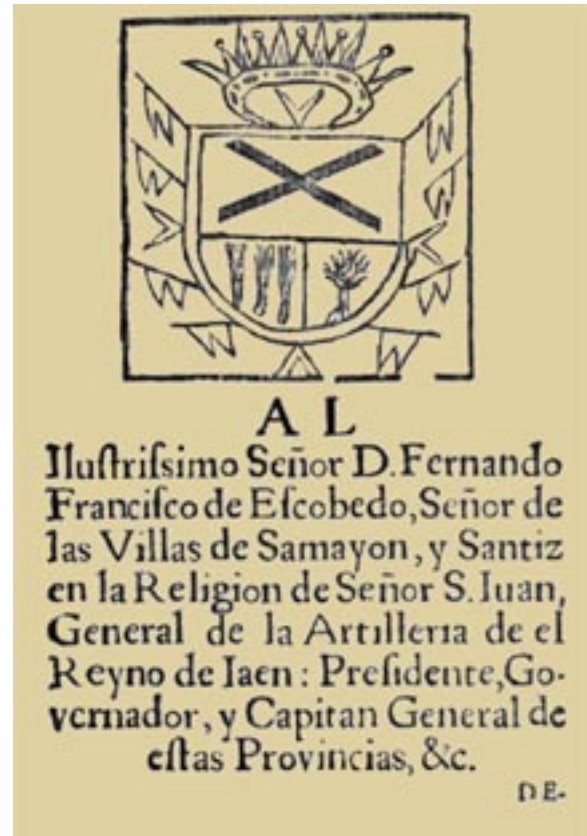 A L
Iluſtriſsimo Señor D. Fernando
Franciſco de Eſcobedo, Señor de
las Villas de Samayon, y Santiz
en la Religion de Señor S. Iuan,
General de la Artilleria de el
Reyno de Iaen: Preſidente, Go-
vernador, y Capitan General de
eſtas Provincias, &c.
DE-